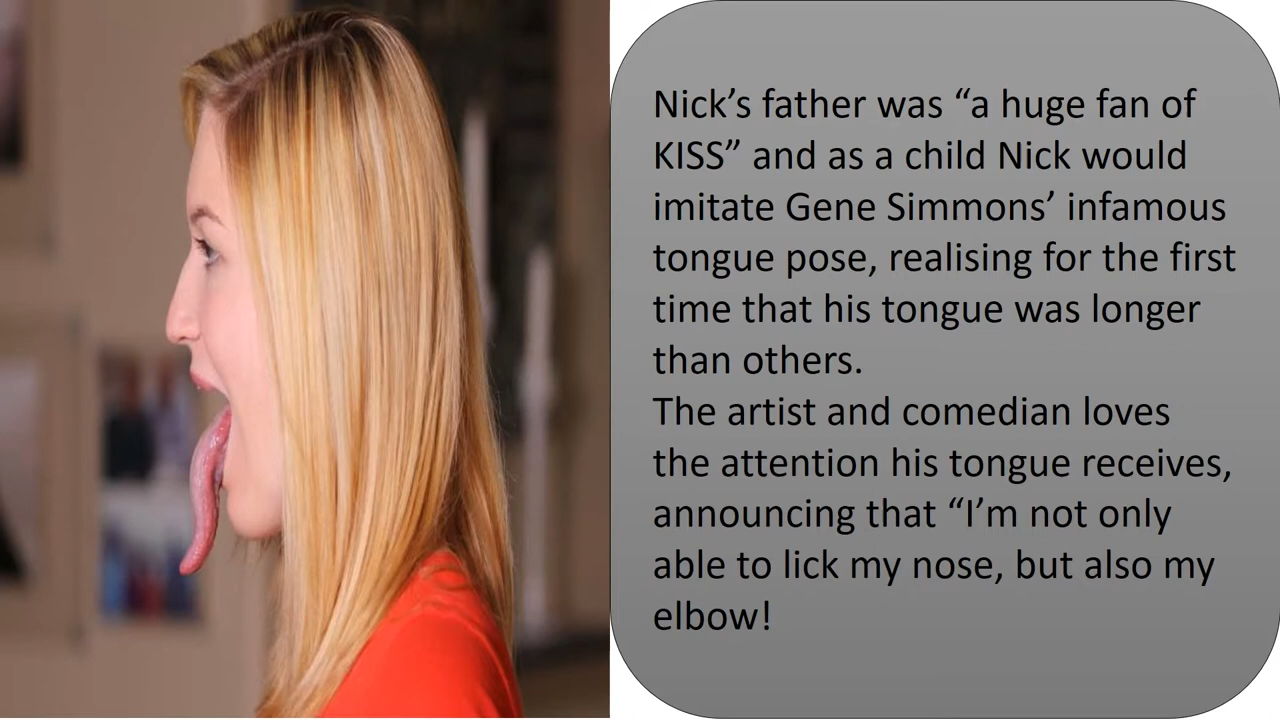 Nick’s father was “a huge fan of
KISS” and as a child Nick would
imitate Gene Simmons’ infamous
tongue pose, realising for the first
time that his tongue was longer
than others.
The artist and comedian loves
the attention his tongue receives,
announcing that “I’m not only
able to lick my nose, but also my
elbow!